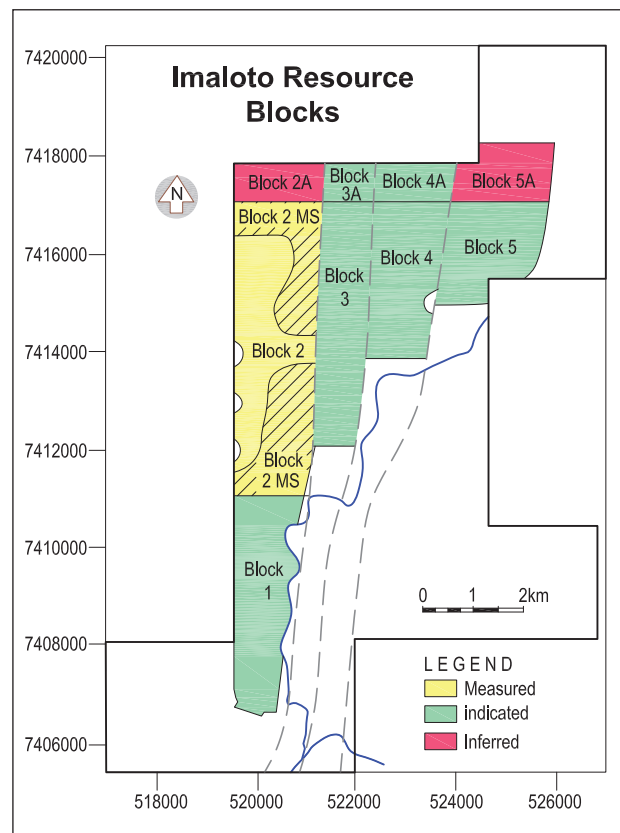 Imaloto Resource
Blocks
7420000
7418000
7416000
7414000
7412000
7410000
7408000
7406000
N
Block 2A
Block
3A
Block 4A
Block 5A
Block 2 MS
Block
3
Block 4
Block 5
Block 2
Block
2 MS
Block
1
0 1 2km
LEGEND
Measured
indicated
Inferred
518000 520000 522000 524000 526000